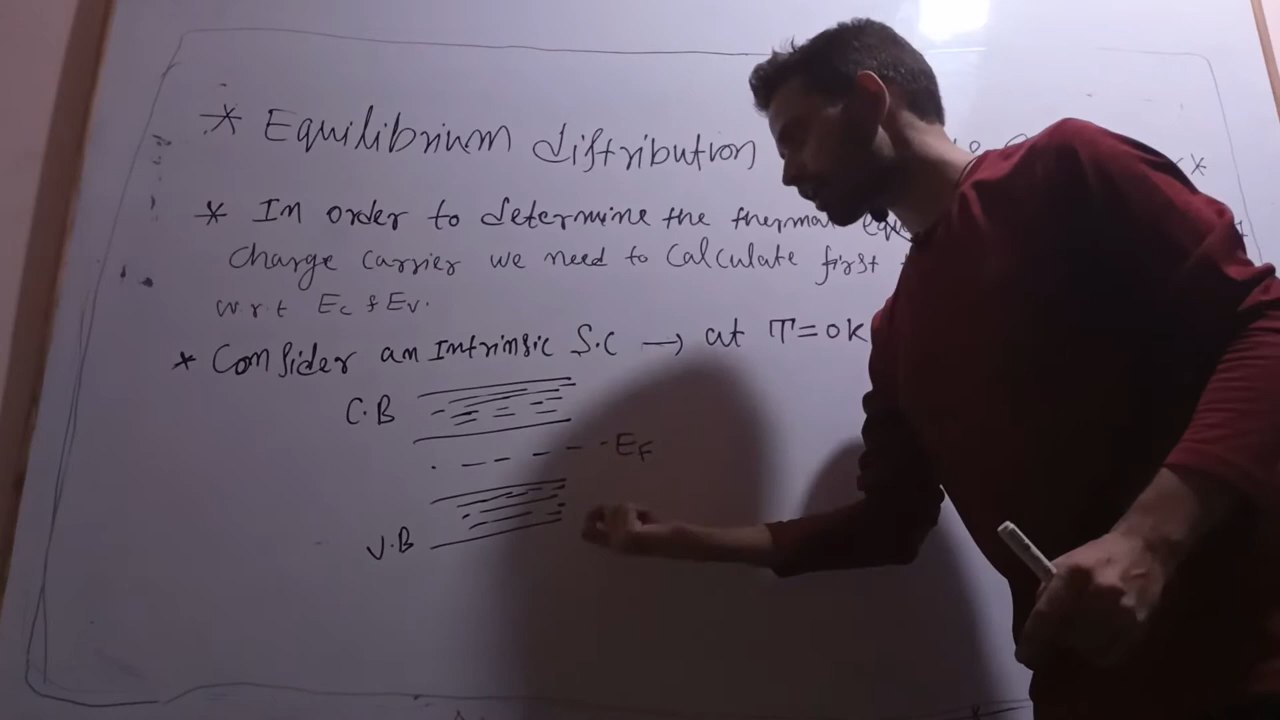 * Equilibrium distribution
* In order to determine the thermal
charge carrier we need to calculate first
w.r.t Ec & Ev.
* Consider an Intrinsic S.C → at T=0k
C.B
EF
V.B